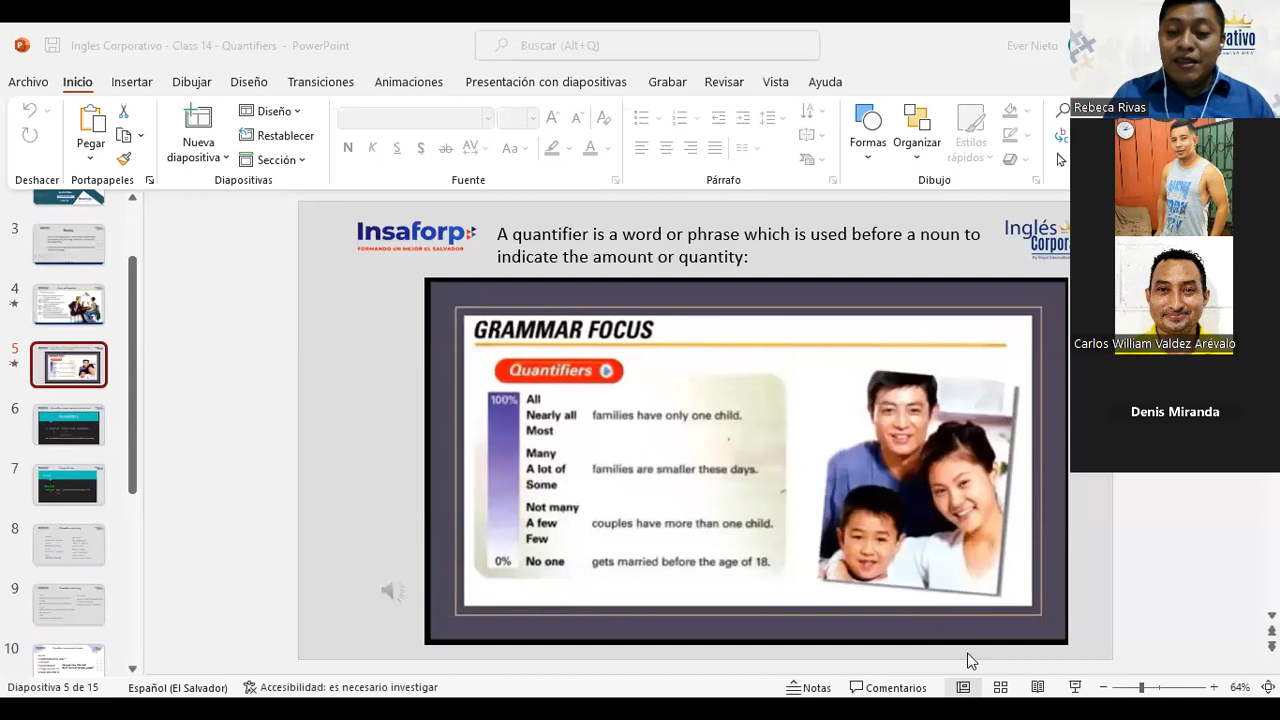 Ingles Corporativo - Class 14 - Quantifiers - PowerPoint
Buscar (Alt+Q)
Ever Nieto
Archivo Inicio Insertar Dibujar Diseño Transiciones Animaciones Presentación con diapositivas Grabar Revisar Vista Ayuda
Pegar
Nueva diapositiva
Diseño
Restablecer
Sección
N K S S ab AV Aa A
Formas
Organizar
Estilos rápidos
Deshacer Portapapeles Diapositivas Fuente Párrafo Dibujo
Rebeca Rivas
Carlos William Valdez Arévalo
Denis Miranda
3
4
5
6
7
8
9
10
Insaforp
FORMANDO UN MEJOR EL SALVADOR
A quantifier is a word or phrase which is used before a noun to
indicate the amount or quantity:
Inglés
GRAMMAR FOCUS
Quantifiers
100% All
Nearly all families have only one child.
Most
Many
A lot of families are smaller these days.
Some
Not many
A few couples have more than one child.
Few
0% No one gets married before the age of 18.
Diapositiva 5 de 15 Español (El Salvador) Accesibilidad: es necesario investigar Notas Comentarios 64%